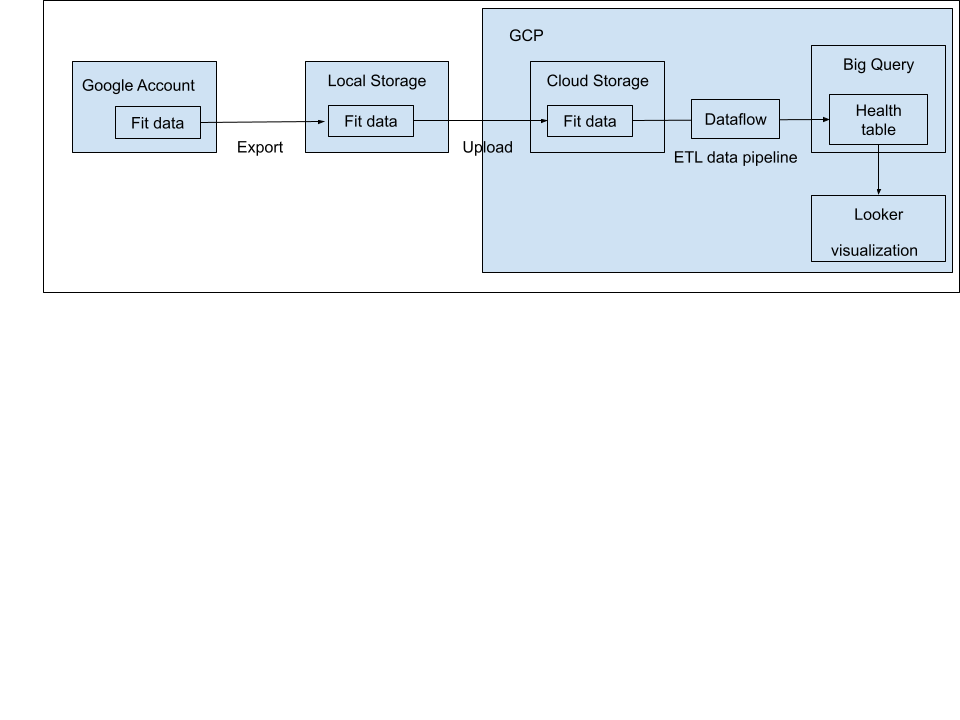 GCP
Google Account
Fit data
Export
Local Storage
Fit data
Upload
Cloud Storage
Fit data
Dataflow
ETL data pipeline
Big Query
Health
table
Looker
visualization